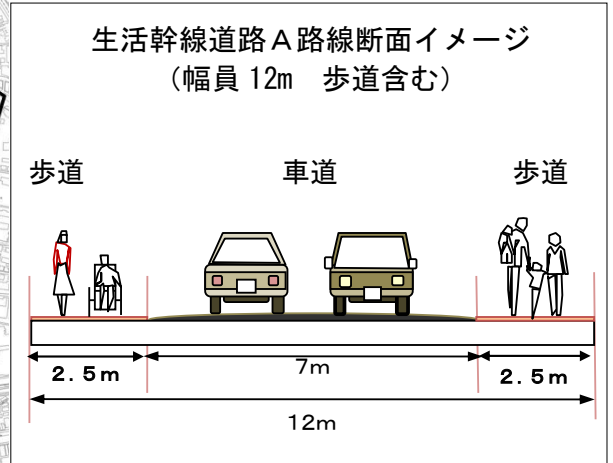 生活幹線道路Ａ路線断面イメージ
（幅員 12m　歩道含む）
歩道　車道　歩道
２．５ｍ　7m　２．５ｍ
12m